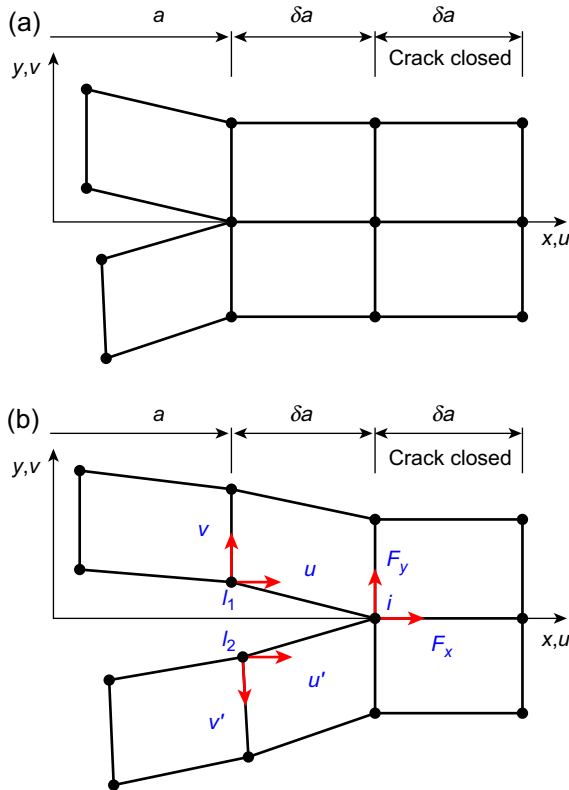 (a)
a δa δa
Crack closed
y,v
x,u
(b)
a δa δa
Crack closed
y,v
v
u
F_y
l_1
i
l_2
x,u
F_x
u'
v'